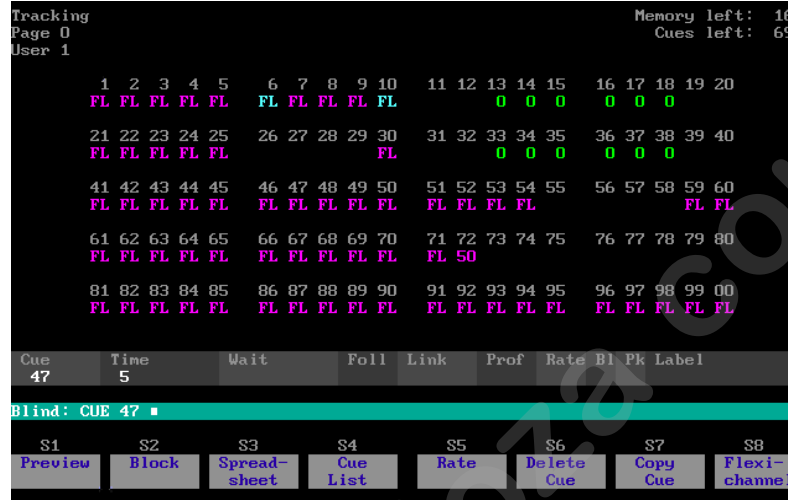 Tracking Memory left: 1
Page 0 Cues left: 6
User 1
1 2 3 4 5 6 7 8 9 10 11 12 13 14 15 16 17 18 19 20
FL FL FL FL FL FL FL FL FL FL 0 0 0 0 0 0
21 22 23 24 25 26 27 28 29 30 31 32 33 34 35 36 37 38 39 40
FL FL FL FL FL FL 0 0 0 0 0 0
41 42 43 44 45 46 47 48 49 50 51 52 53 54 55 56 57 58 59 60
FL FL FL FL FL FL FL FL FL FL FL FL FL FL FL FL
61 62 63 64 65 66 67 68 69 70 71 72 73 74 75 76 77 78 79 80
FL FL FL FL FL FL FL FL FL FL FL 50
81 82 83 84 85 86 87 88 89 90 91 92 93 94 95 96 97 98 99 00
FL FL FL FL FL FL FL FL FL FL FL FL FL FL FL FL FL FL FL FL
Cue Time Wait Foll Link Prof Rate Bl Pk Label
47 5
Blind: CUE 47
S1 S2 S3 S4 S5 S6 S7 S8
Preview Block Spread- Cue Rate Delete Copy Flexi-
sheet List Cue Cue channel